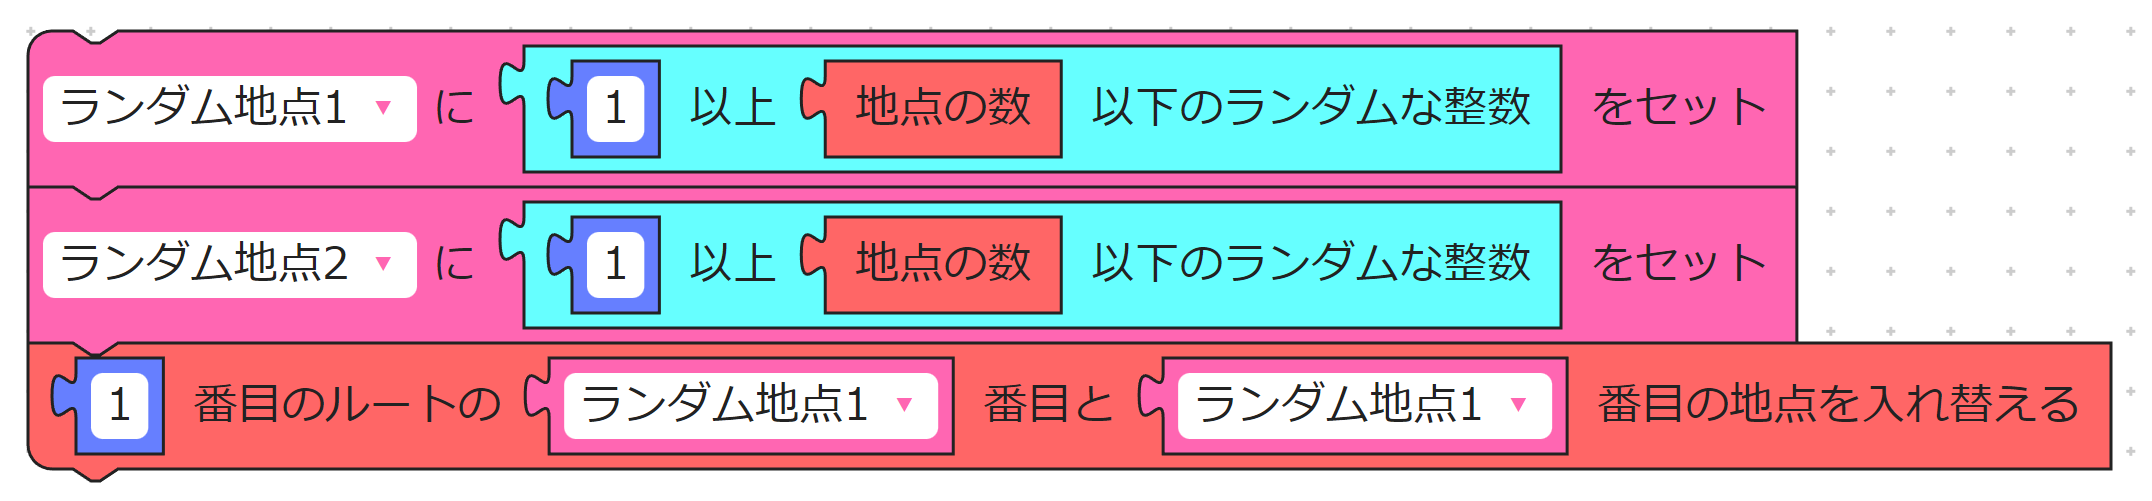 ランダム地点1 ▼ に 1 以上 地点の数 以下のランダムな整数 をセット
ランダム地点2 ▼ に 1 以上 地点の数 以下のランダムな整数 をセット
1 番目のルートの ランダム地点1 ▼ 番目と ランダム地点1 ▼ 番目の地点を入れ替える